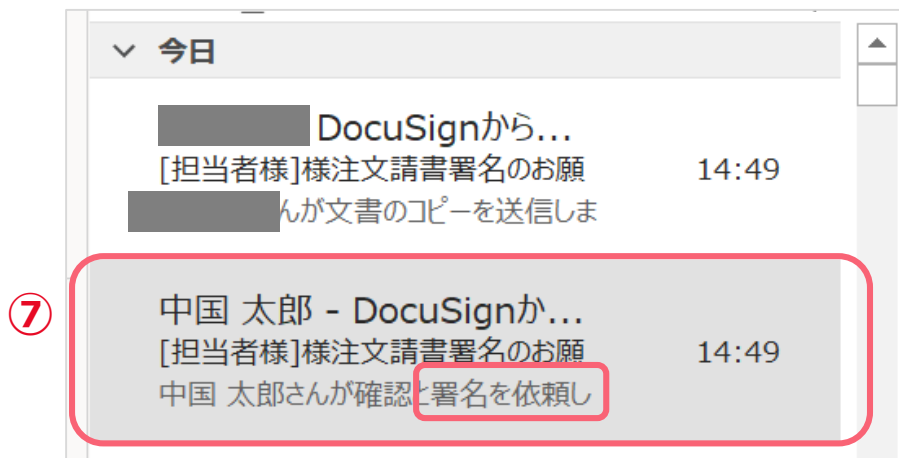 今日
DocuSignから...
[担当者様]様注文請書署名のお願
14:49
んが文書のコピーを送信しま
⑦
中国 太郎 - DocuSignか...
[担当者様]様注文請書署名のお願
14:49
中国 太郎さんが確認と署名を依頼し